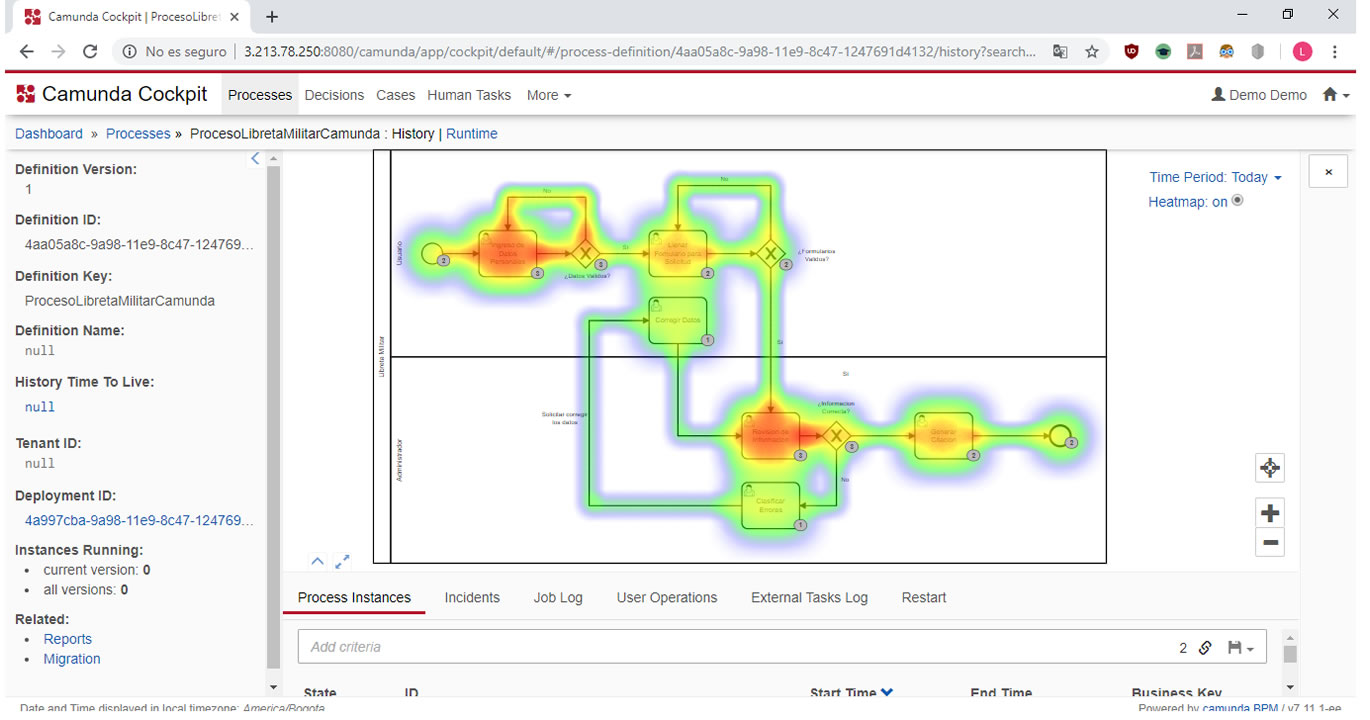 Camunda Cockpit | ProcesoLibret
No es seguro | 3.213.78.250:8080/camunda/app/cockpit/default/#/process-definition/4aa05a8c-9a98-11e9-8c47-1247691d4132/history?search...
L
Camunda Cockpit Processes Decisions Cases Human Tasks More Demo Demo
Dashboard » Processes » ProcesoLibretaMilitarCamunda : History | Runtime
Definition Version:
1
Definition ID:
4aa05a8c-9a98-11e9-8c47-124769...
Definition Key:
ProcesoLibretaMilitarCamunda
Definition Name:
null
History Time To Live:
null
Tenant ID:
null
Deployment ID:
4a997cba-9a98-11e9-8c47-124769...
Instances Running:
• current version: 0
• all versions: 0
Related:
• Reports
• Migration
Libreta Militar
Usuario
Administrador
2
Ingreso de
Datos
Personales
3
No
X
3
¿Datos Validos?
Si
Llenar
Formulario para
Solicitud
2
No
X
2
¿Formularios
Validos?
Si
Corregir Datos
1
Solicitar corregir
los datos
Revision de
Informacion
3
¿Informacion
Correcta?
X
3
Si
No
Clasificar
Errores
1
Generar
Citacion
2
2
Time Period: Today
Heatmap: on
×
Process Instances Incidents Job Log User Operations External Tasks Log Restart
Add criteria 2
State ID Start Time End Time Business Key
Date and Time displayed in local timezone: America/Bogota
Powered by camunda BPM / v7.11.1-ee